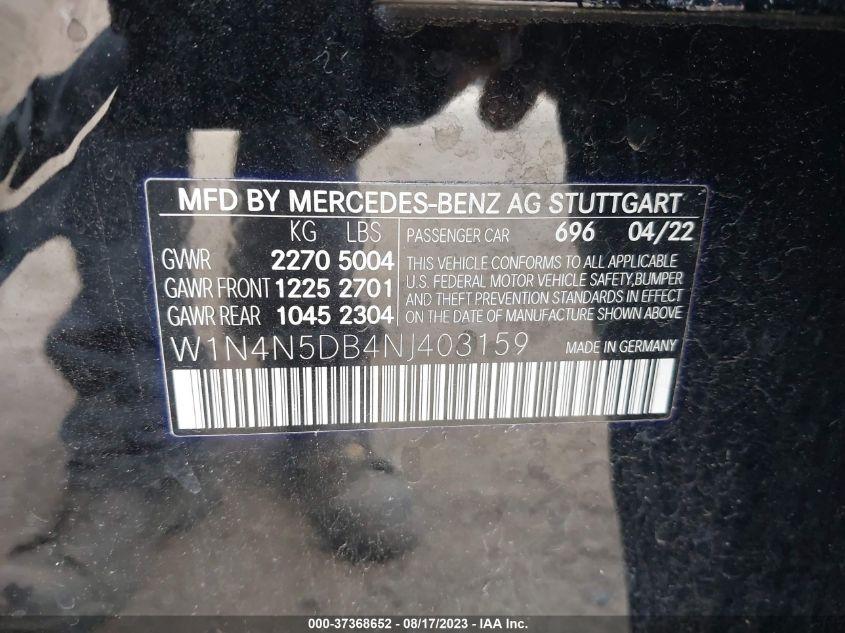 MFD BY MERCEDES-BENZ AG STUTTGART
KG LBS
GVWR 2270 5004
GAWR FRONT 1225 2701
GAWR REAR 1045 2304
PASSENGER CAR 696 04/22
THIS VEHICLE CONFORMS TO ALL APPLICABLE
U.S. FEDERAL MOTOR VEHICLE SAFETY,BUMPER
AND THEFT PREVENTION STANDARDS IN EFFECT
ON THE DATE OF MANUFACTURE SHOWN ABOVE
W1N4N5DB4NJ403159 MADE IN GERMANY
000-37368652 - 08/17/2023 - IAA Inc.